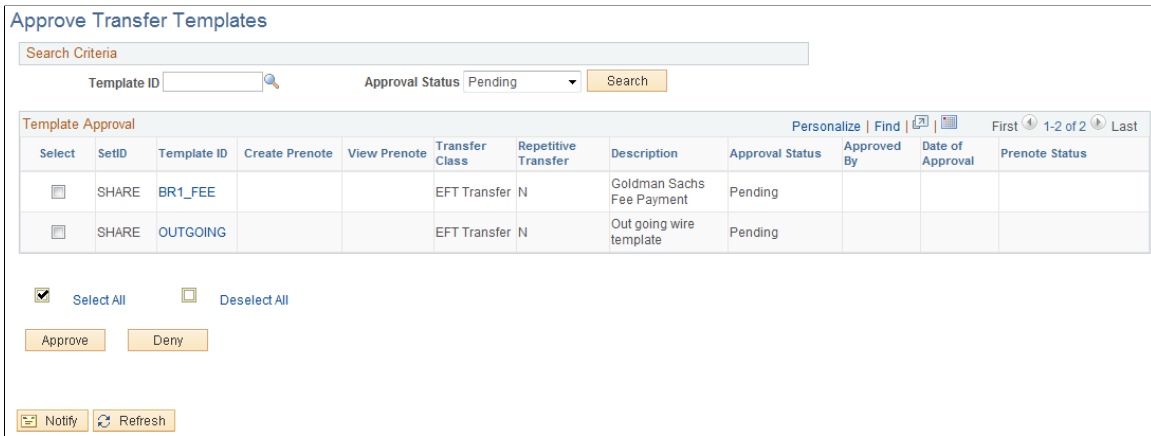 Approve Transfer Templates
Search Criteria
Template ID Approval Status Pending Search
Template Approval Personalize | Find | | First 1-2 of 2 Last
Select SetID Template ID Create Prenote View Prenote Transfer Class Repetitive Transfer Description Approval Status Approved By Date of Approval Prenote Status
SHARE BR1_FEE EFT Transfer N Goldman Sachs Fee Payment Pending
SHARE OUTGOING EFT Transfer N Out going wire template Pending
Select All Deselect All
Approve Deny
Notify Refresh